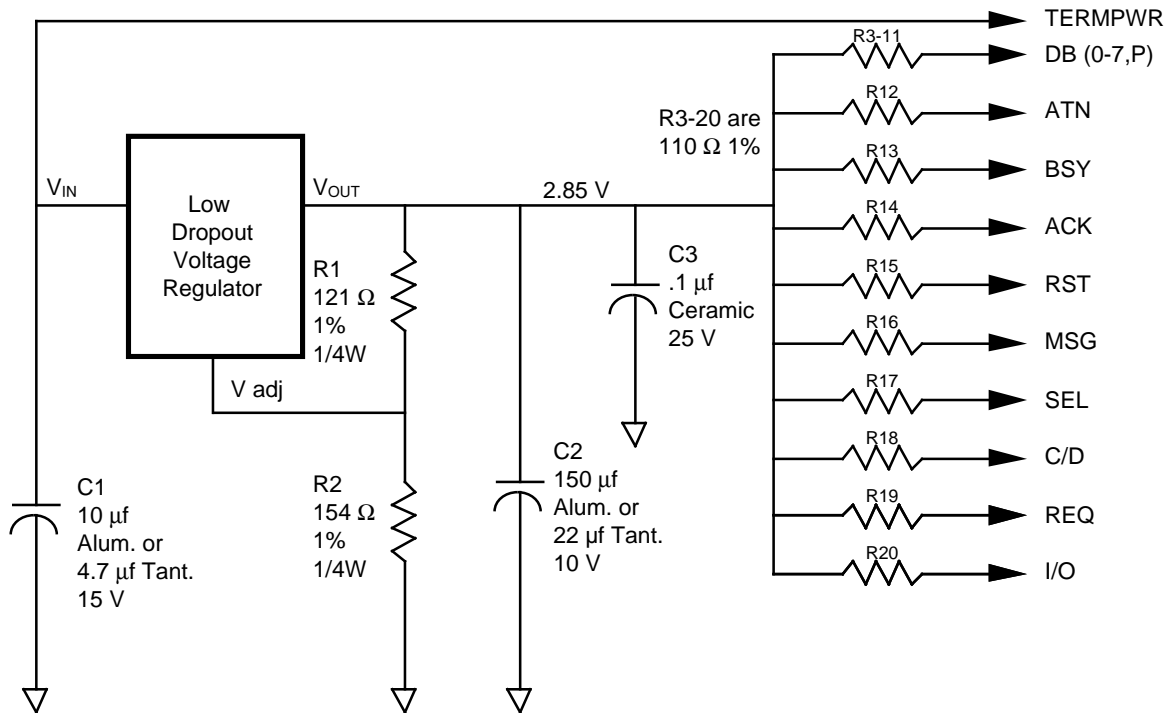 TERMPWR
R3-11
DB (0-7,P)
R12
ATN
R3-20 are
110 Ω 1%
R13
BSY
VIN
VOUT
2.85 V
R14
ACK
Low
Dropout
Voltage
Regulator
R1
121 Ω
1%
1/4W
C3
.1 µf
Ceramic
25 V
R15
RST
R16
MSG
V adj
R17
SEL
R18
C/D
C1
10 µf
Alum. or
4.7 µf Tant.
15 V
R2
154 Ω
1%
1/4W
C2
150 µf
Alum. or
22 µf Tant.
10 V
R19
REQ
R20
I/O